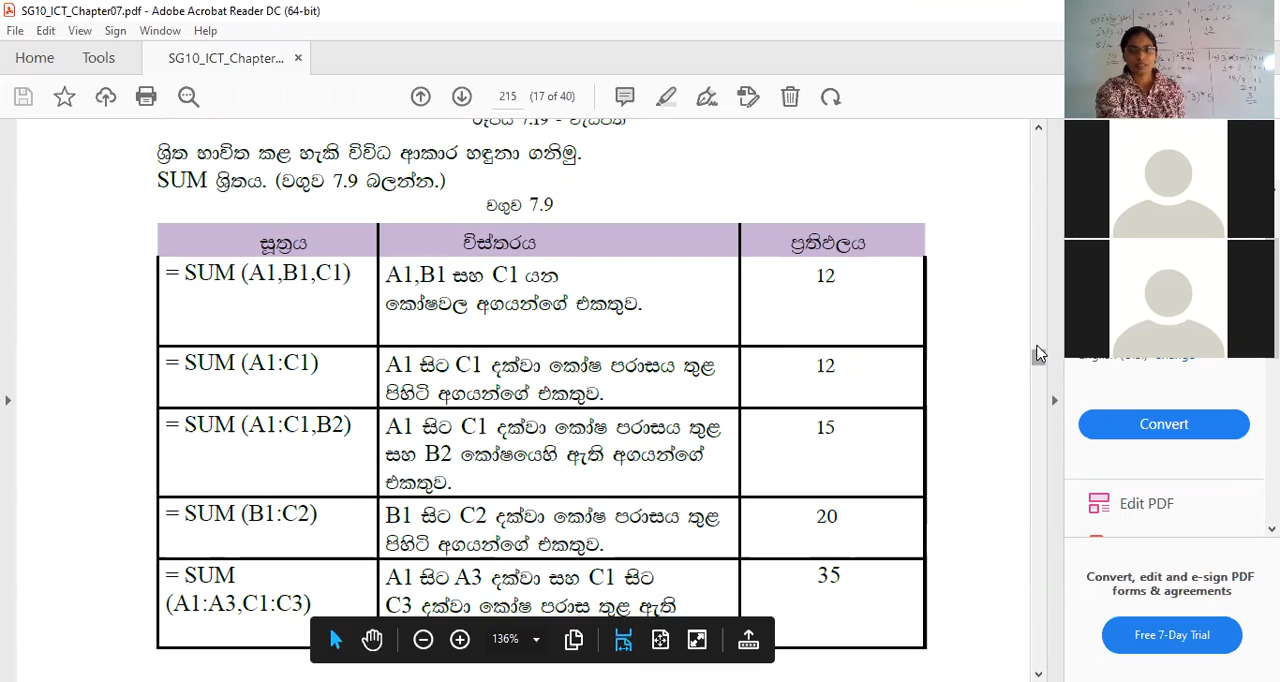 SG10_ICT_Chapter07.pdf - Adobe Acrobat Reader DC (64-bit)
File Edit View Sign Window Help
Home Tools SG10_ICT_Chapter... ×
215 (17 of 40)
රූපය 7.19 - වැඩපත
ශ්‍රිත භාවිත කළ හැකි විවිධ ආකාර හඳුනා ගනිමු.
SUM ශ්‍රිතය. (වගුව 7.9 බලන්න.)
වගුව 7.9
සූත්‍රය විස්තරය ප්‍රතිඵලය
= SUM (A1,B1,C1) A1,B1 සහ C1 යන 12
කෝෂවල අගයන්ගේ එකතුව.
= SUM (A1:C1) A1 සිට C1 දක්වා කෝෂ පරාසය තුළ 12
පිහිටි අගයන්ගේ එකතුව.
= SUM (A1:C1,B2) A1 සිට C1 දක්වා කෝෂ පරාසය තුළ 15
සහ B2 කෝෂයෙහි ඇති අගයන්ගේ
එකතුව.
= SUM (B1:C2) B1 සිට C2 දක්වා කෝෂ පරාසය තුළ 20
පිහිටි අගයන්ගේ එකතුව.
= SUM A1 සිට A3 දක්වා සහ C1 සිට 35
(A1:A3,C1:C3) C3 දක්වා කෝෂ පරාස තුළ ඇති
136%
Convert
Edit PDF
Convert, edit and e-sign PDF
forms & agreements
Free 7-Day Trial